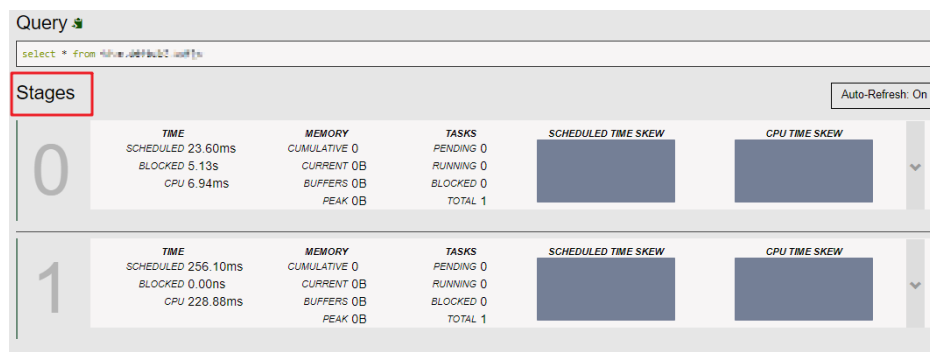 Query
select * from
Stages
Auto-Refresh: On
0
TIME
SCHEDULED 23.60ms
BLOCKED 5.13s
CPU 6.94ms
MEMORY
CUMULATIVE 0
CURRENT 0B
BUFFERS 0B
PEAK 0B
TASKS
PENDING 0
RUNNING 0
BLOCKED 0
TOTAL 1
SCHEDULED TIME SKEW
CPU TIME SKEW
1
TIME
SCHEDULED 256.10ms
BLOCKED 0.00ns
CPU 228.88ms
MEMORY
CUMULATIVE 0
CURRENT 0B
BUFFERS 0B
PEAK 0B
TASKS
PENDING 0
RUNNING 0
BLOCKED 0
TOTAL 1
SCHEDULED TIME SKEW
CPU TIME SKEW